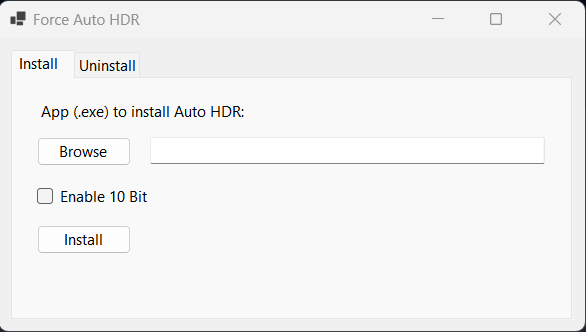 Force Auto HDR
Install Uninstall
App (.exe) to install Auto HDR:
Browse
Enable 10 Bit
Install